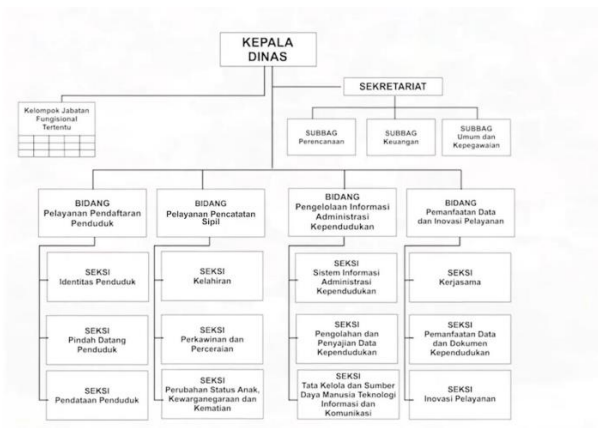 KEPALA
DINAS
SEKRETARIAT
Kelompok Jabatan
Fungisional
Tertentu
SUBBAG
Perencanaan
SUBBAG
Keuangan
SUBBAG
Umum dan
Kepegawaian
BIDANG
Pelayanan Pendaftaran
Penduduk
BIDANG
Pelayanan Pencatatan
Sipil
BIDANG
Pengelolaan Informasi
Administrasi
Kependudukan
BIDANG
Pemanfaatan Data
dan Inovasi Pelayanan
SEKSI
Identitas Penduduk
SEKSI
Kelahiran
SEKSI
Sistem Informasi
Administrasi
Kependudukan
SEKSI
Kerjasama
SEKSI
Pindah Datang
Penduduk
SEKSI
Perkawinan dan
Perceraian
SEKSI
Pengolahan dan
Penyajian Data
Kependudukan
SEKSI
Pemanfaatan Data
dan Dokumen
Kependudukan
SEKSI
Pendataan Penduduk
SEKSI
Perubahan Status Anak,
Kewarganegaraan dan
Kematian
SEKSI
Tata Kelola dan Sumber
Daya Manusia Teknologi
Informasi dan
Komunikasi
SEKSI
Inovasi Pelayanan